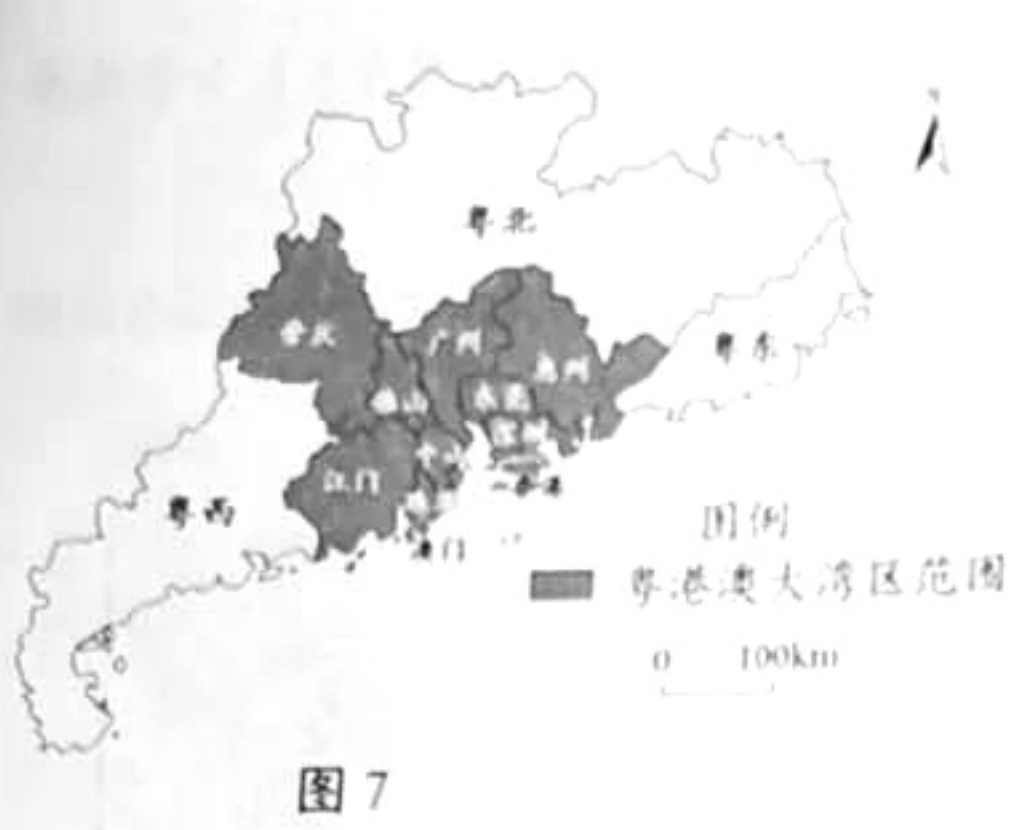 粤北
肇庆
广州
惠州
粤东
佛山
东莞
深圳
中山
江门
香港
粤西
澳门
图例
粤港澳大湾区范围
0 100km
图 7